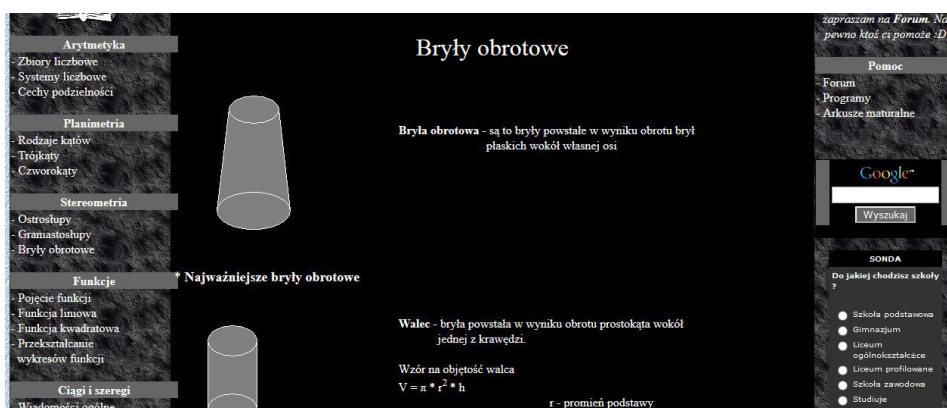 Arytmetyka
- Zbiory liczbowe
- Systemy liczbowe
- Cechy podzielności
Planimetria
- Rodzaje kątów
- Trójkąty
- Czworokąty
Stereometria
- Ostrosłupy
- Graniastosłupy
- Bryły obrotowe
Funkcje
- Pojęcie funkcji
- Funkcja liniowa
- Funkcja kwadratowa
- Przekształcanie
wykresów funkcji
Ciągi i szeregi
- Wiadomości ogólne
Bryły obrotowe
Bryła obrotowa - są to bryły powstałe w wyniku obrotu brył
płaskich wokół własnej osi
* Najważniejsze bryły obrotowe
Walec - bryła powstała w wyniku obrotu prostokąta wokół
jednej z krawędzi.
Wzór na objętość walca
V = π * r² * h
r - promień podstawy
zapraszam na Forum. Na
pewno ktoś ci pomoże :D
Pomoc
- Forum
- Programy
- Arkusze maturalne
Google™
Wyszukaj
SONDA
Do jakiej chodzisz szkoły
?
Szkoła podstawowa
Gimnazjum
Liceum
ogólnokształcące
Liceum profilowane
Szkoła zawodowa
Studiuje